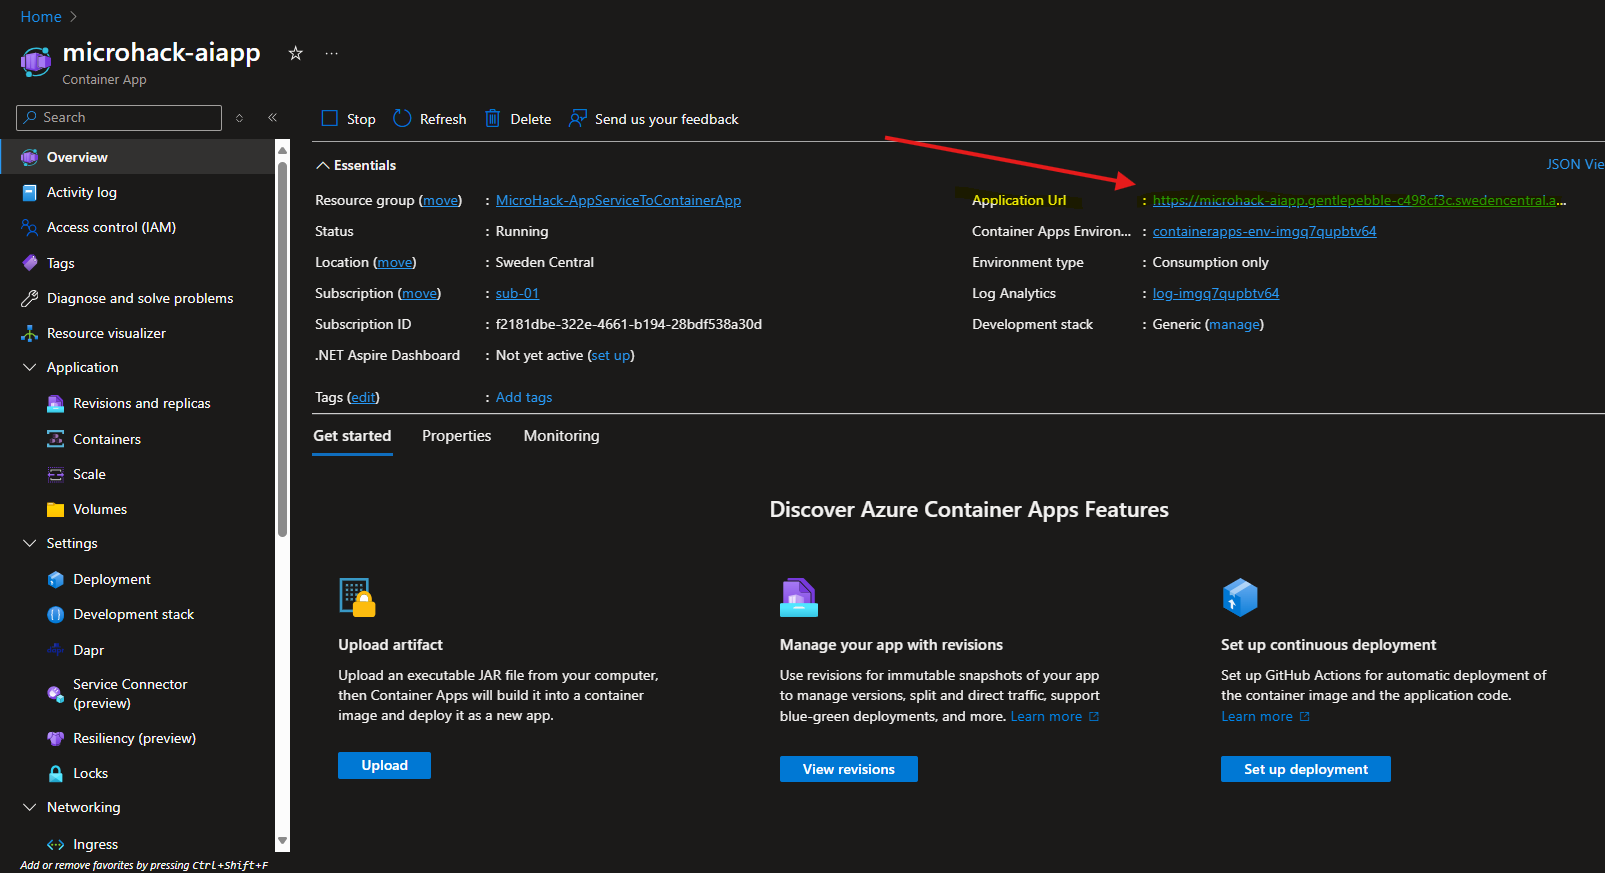 Home
microhack-aiapp
Container App
Search
Overview
Activity log
Access control (IAM)
Tags
Diagnose and solve problems
Resource visualizer
Application
Revisions and replicas
Containers
Scale
Volumes
Settings
Deployment
Development stack
Dapr
Service Connector
(preview)
Resiliency (preview)
Locks
Networking
Ingress
Add or remove favorites by pressing Ctrl+Shift+F
Stop Refresh Delete Send us your feedback
Essentials
JSON Vie
Resource group (move) : MicroHack-AppServiceToContainerApp
Status : Running
Location (move) : Sweden Central
Subscription (move) : sub-01
Subscription ID : f2181dbe-322e-4661-b194-28bdf538a30d
.NET Aspire Dashboard : Not yet active (set up)
Tags (edit) : Add tags
Application Url : https://microhack-aiapp.gentlepebble-c498cf3c.swedencentral.a...
Container Apps Environ... : containerapps-env-imgq7qupbtv64
Environment type : Consumption only
Log Analytics : log-imgq7qupbtv64
Development stack : Generic (manage)
Get started Properties Monitoring
Discover Azure Container Apps Features
Upload artifact
Upload an executable JAR file from your computer,
then Container Apps will build it into a container
image and deploy it as a new app.
Upload
Manage your app with revisions
Use revisions for immutable snapshots of your app
to manage versions, split and direct traffic, support
blue-green deployments, and more. Learn more
View revisions
Set up continuous deployment
Set up GitHub Actions for automatic deployment of
the container image and the application code.
Learn more
Set up deployment